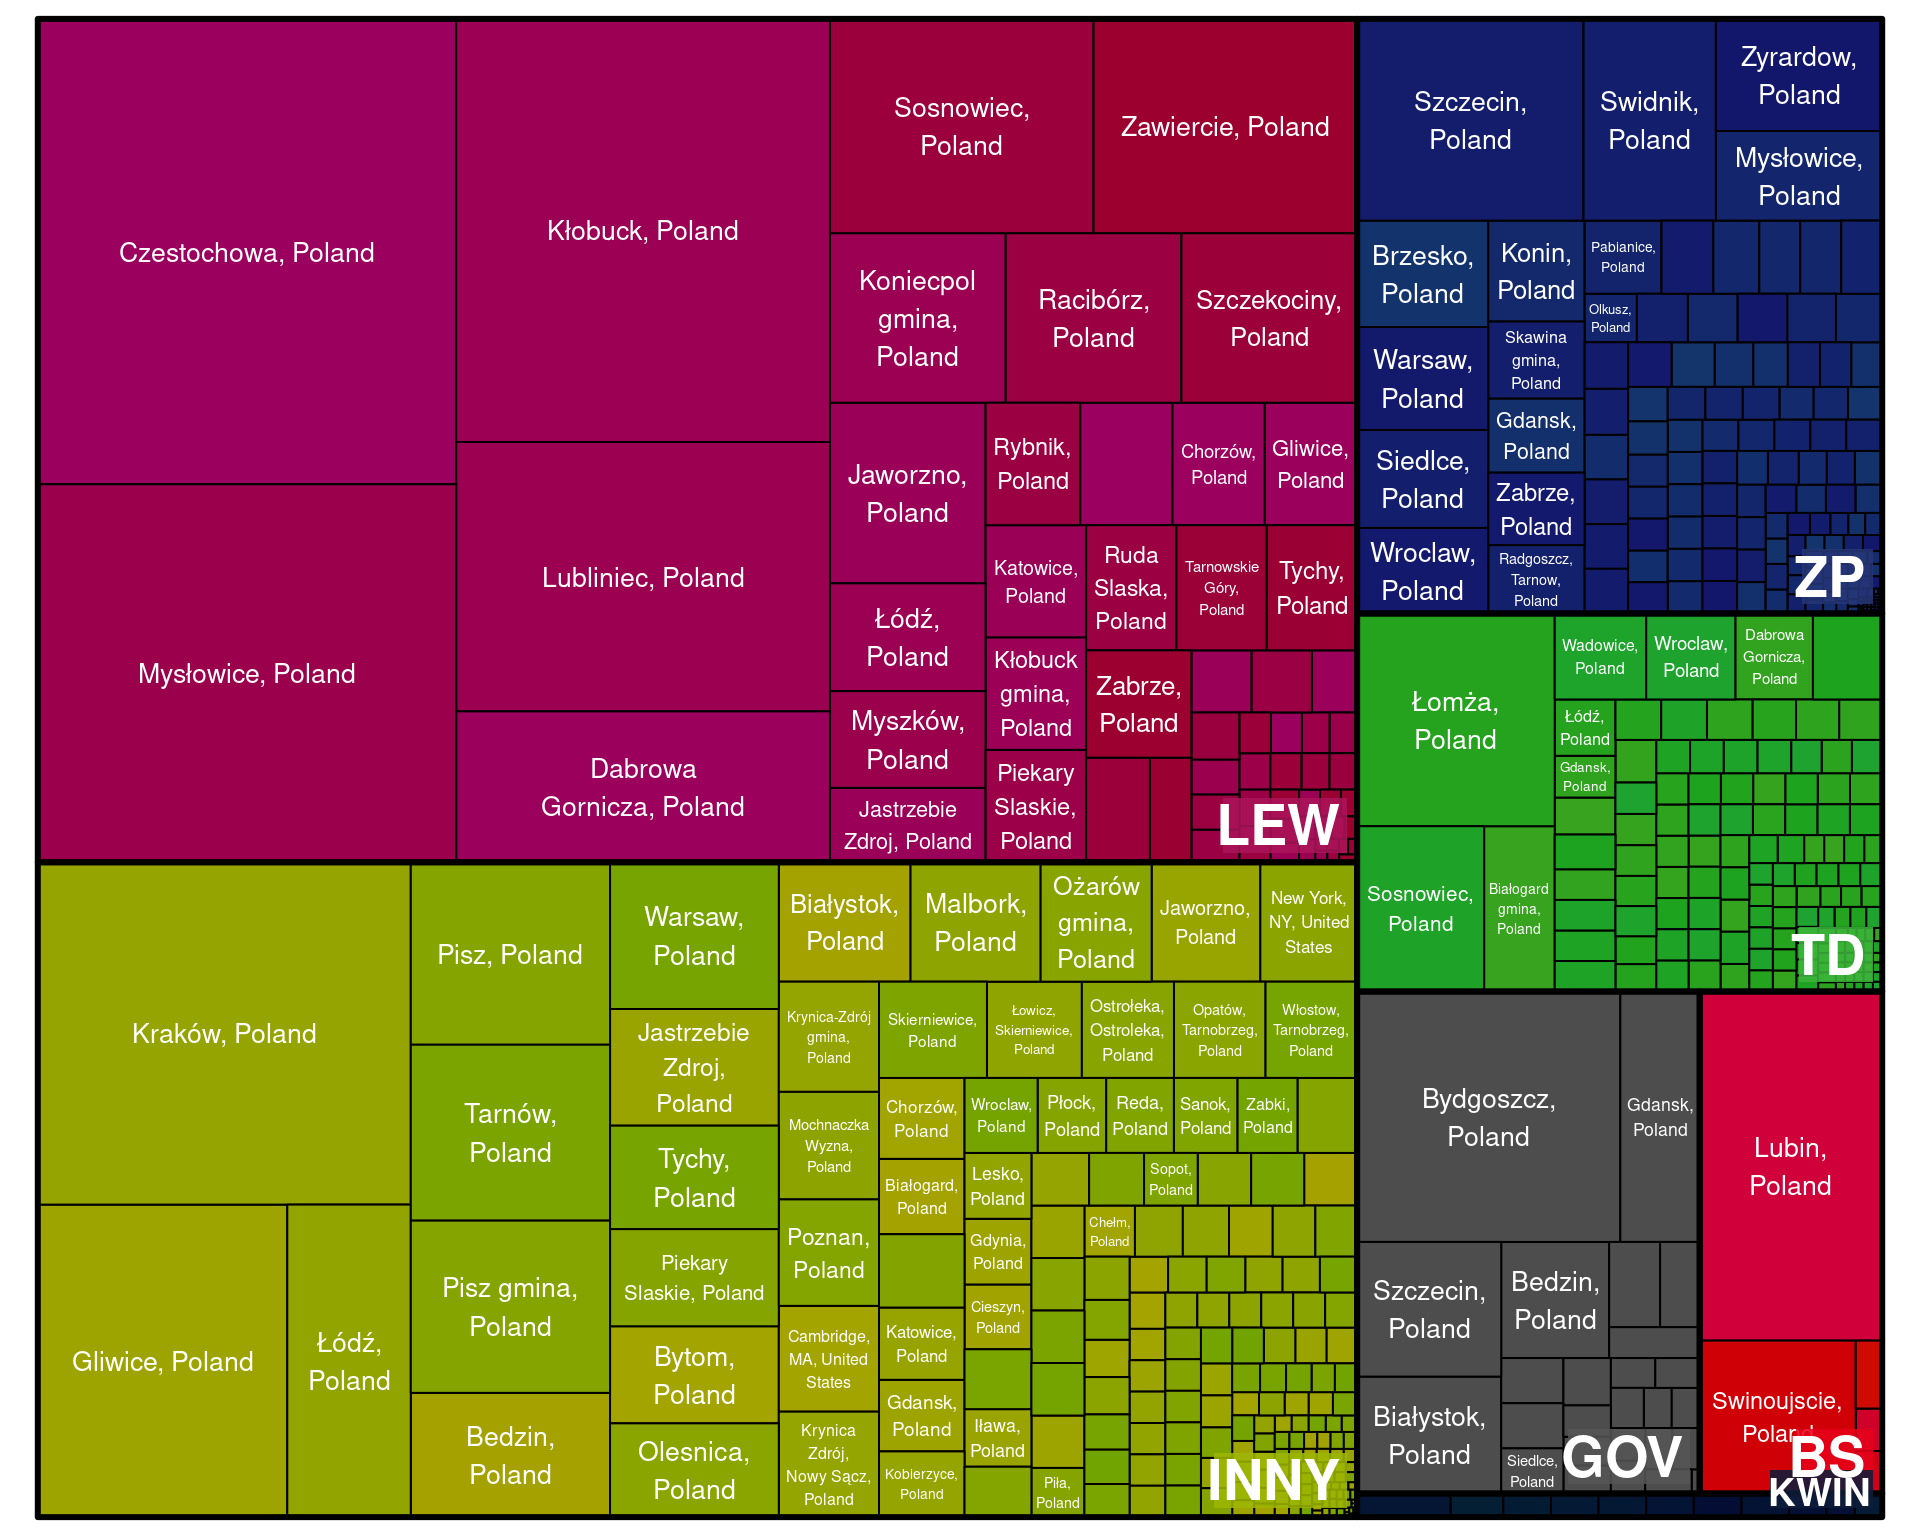 Czestochowa, Poland
Mysłowice, Poland
Kłobuck, Poland
Lubliniec, Poland
Dabrowa
Gornicza, Poland
Sosnowiec,
Poland
Zawiercie, Poland
Koniecpol
gmina,
Poland
Racibórz,
Poland
Szczekociny,
Poland
Jaworzno,
Poland
Łódź,
Poland
Myszków,
Poland
Jastrzebie
Zdroj, Poland
Rybnik,
Poland
Chorzów,
Poland
Gliwice,
Poland
Katowice,
Poland
Kłobuck
gmina,
Poland
Piekary
Slaskie,
Poland
Ruda
Slaska,
Poland
Tarnowskie
Góry,
Poland
Tychy,
Poland
Zabrze,
Poland
LEW
Szczecin,
Poland
Swidnik,
Poland
Zyrardow,
Poland
Mysłowice,
Poland
Brzesko,
Poland
Warsaw,
Poland
Siedlce,
Poland
Wroclaw,
Poland
Konin,
Poland
Skawina
gmina,
Poland
Gdansk,
Poland
Zabrze,
Poland
Radgoszcz,
Tarnow,
Poland
Pabianice,
Poland
Olkusz,
Poland
ZP
Łomża,
Poland
Sosnowiec,
Poland
Białogard
gmina,
Poland
Wadowice,
Poland
Wroclaw,
Poland
Dabrowa
Gornicza,
Poland
Łódź,
Poland
Gdansk,
Poland
TD
Kraków, Poland
Gliwice, Poland
Łódź,
Poland
Pisz, Poland
Tarnów,
Poland
Pisz gmina,
Poland
Bedzin,
Poland
Warsaw,
Poland
Jastrzebie
Zdroj,
Poland
Tychy,
Poland
Piekary
Slaskie, Poland
Bytom,
Poland
Olesnica,
Poland
Białystok,
Poland
Malbork,
Poland
Ożarów
gmina,
Poland
Jaworzno,
Poland
New York,
NY, United
States
Krynica-Zdrój
gmina,
Poland
Mochnaczka
Wyzna,
Poland
Poznan,
Poland
Cambridge,
MA, United
States
Krynica
Zdrój,
Nowy Sącz,
Poland
Skierniewice,
Poland
Łowicz,
Skierniewice,
Poland
Ostrołeka,
Ostroleka,
Poland
Opatów,
Tarnobrzeg,
Poland
Włostow,
Tarnobrzeg,
Poland
Chorzów,
Poland
Białogard,
Poland
Katowice,
Poland
Gdansk,
Poland
Kobierzyce,
Poland
Wroclaw,
Poland
Płock,
Poland
Reda,
Poland
Sanok,
Poland
Zabki,
Poland
Lesko,
Poland
Gdynia,
Poland
Cieszyn,
Poland
Iława,
Poland
Sopot,
Poland
Chełm,
Poland
Piła,
Poland
INNY
Bydgoszcz,
Poland
Gdansk,
Poland
Szczecin,
Poland
Białystok,
Poland
Bedzin,
Poland
Siedlce,
Poland
GOV
Lubin,
Poland
Swinoujscie,
Poland
BS
KWIN